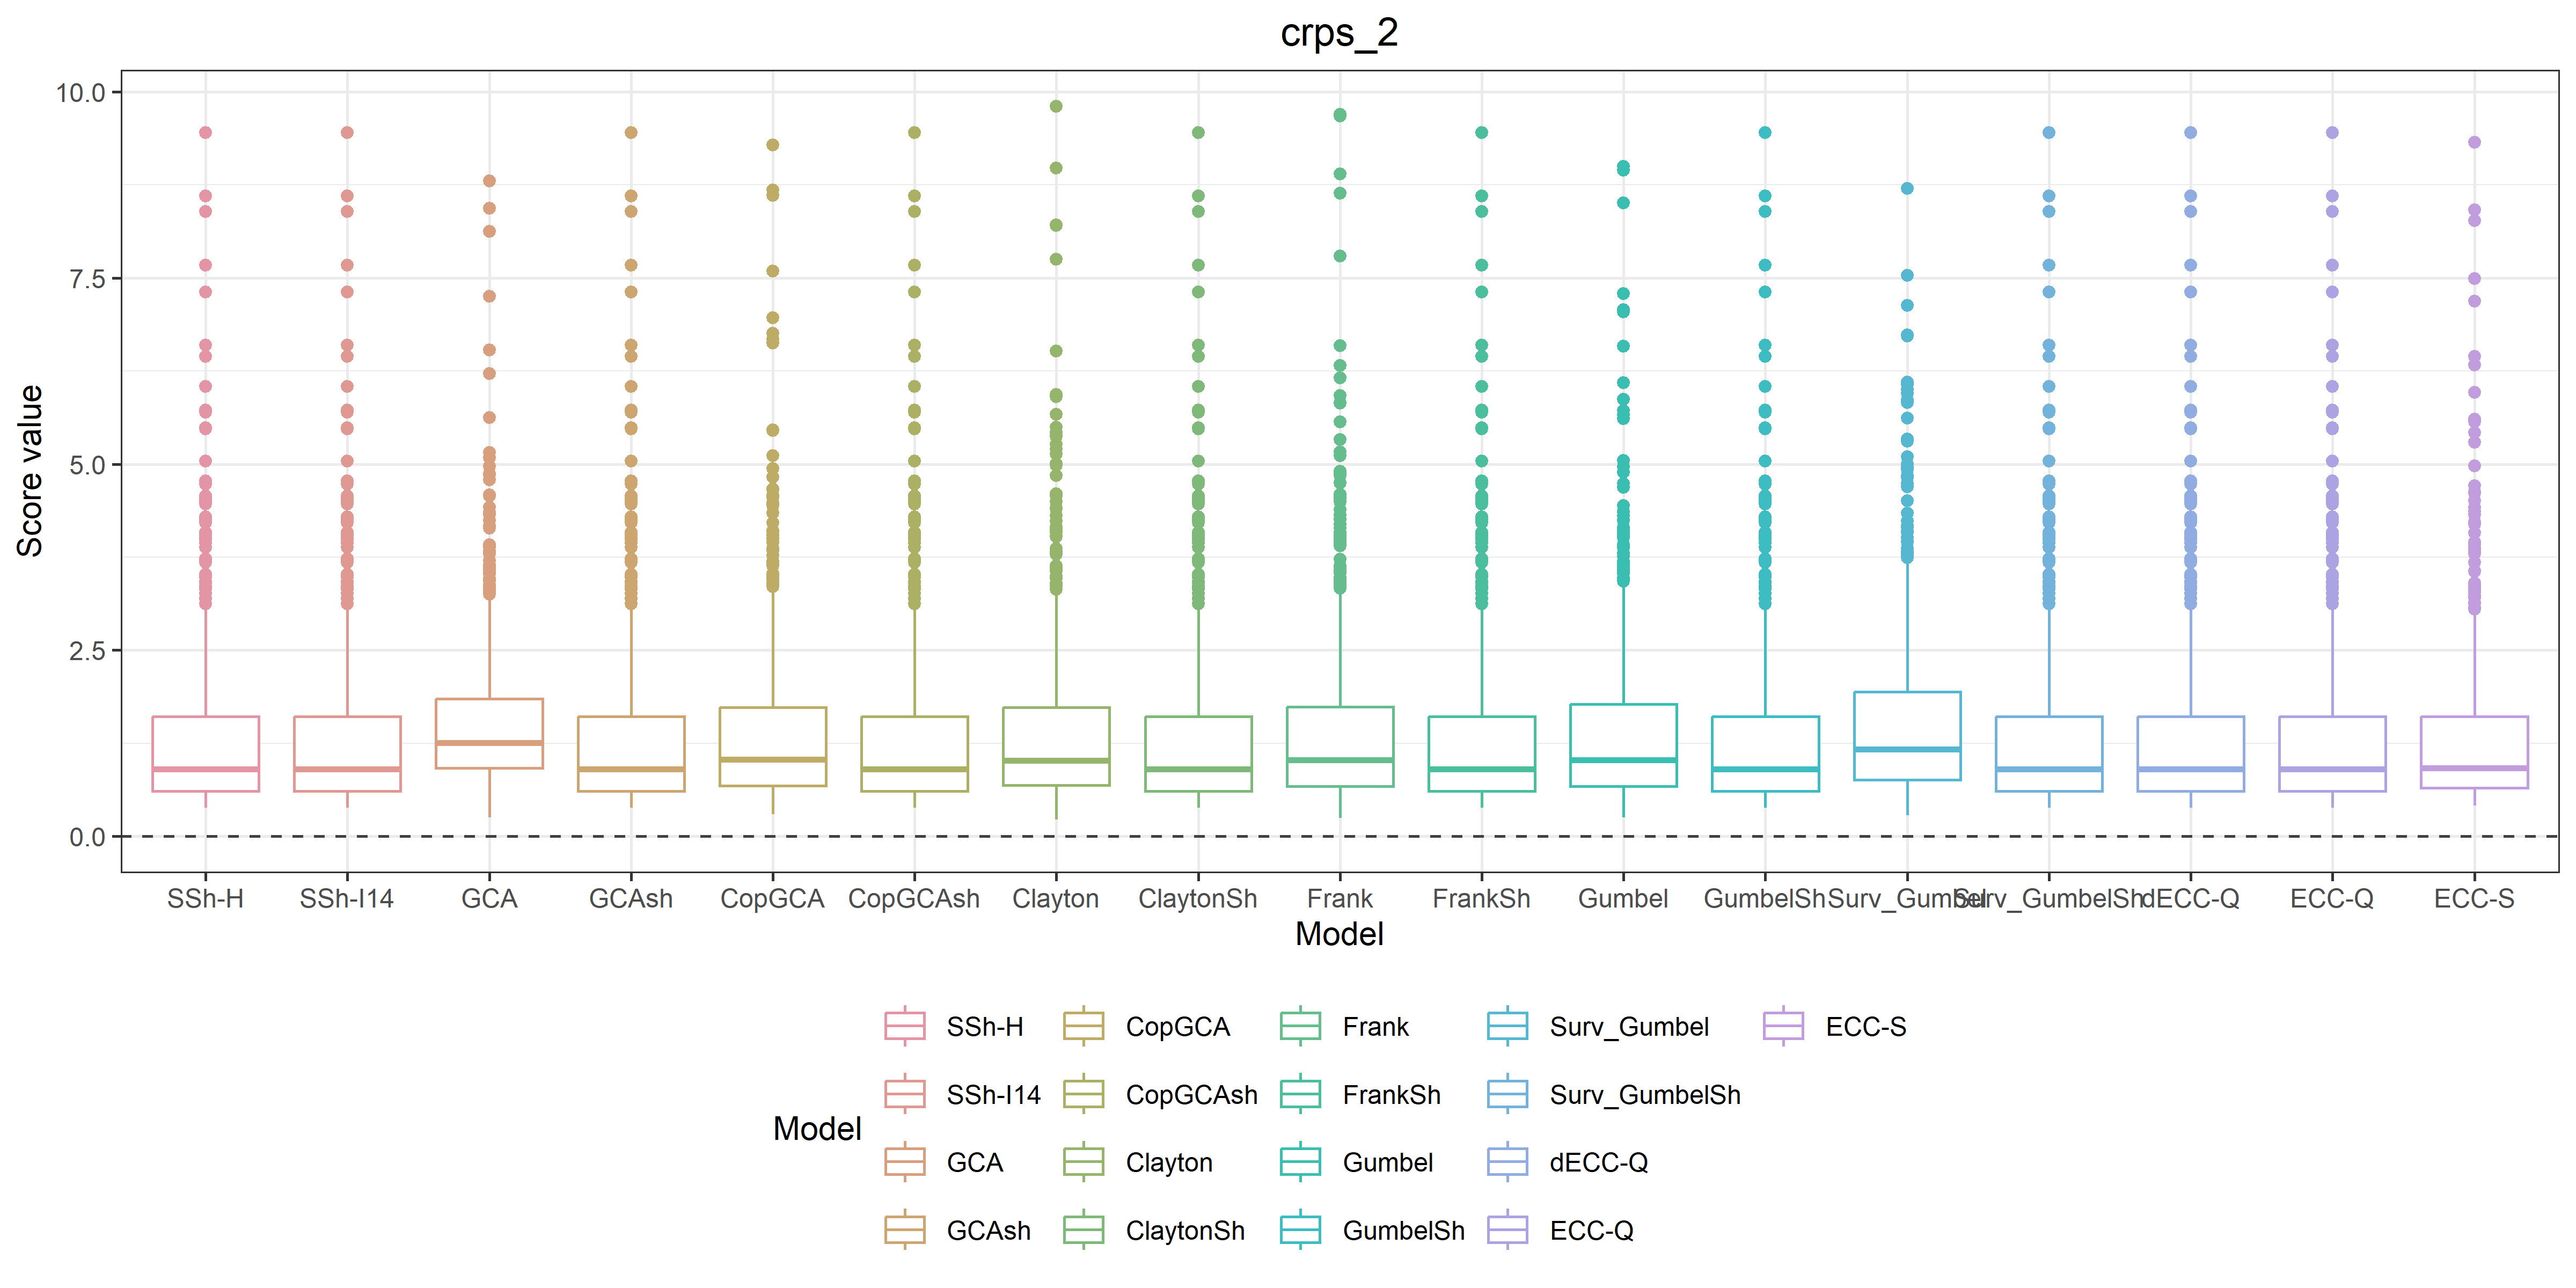 crps_2
Score value
10.0
7.5
5.0
2.5
0.0
SSh-H SSh-I14 GCA GCAsh CopGCA CopGCAsh Clayton ClaytonSh Frank FrankSh Gumbel GumbelSh Surv_Gumbel Surv_GumbelSh dECC-Q ECC-Q ECC-S
Model
Model
SSh-H CopGCA Frank Surv_Gumbel ECC-S
SSh-I14 CopGCAsh FrankSh Surv_GumbelSh
GCA Clayton Gumbel dECC-Q
GCAsh ClaytonSh GumbelSh ECC-Q